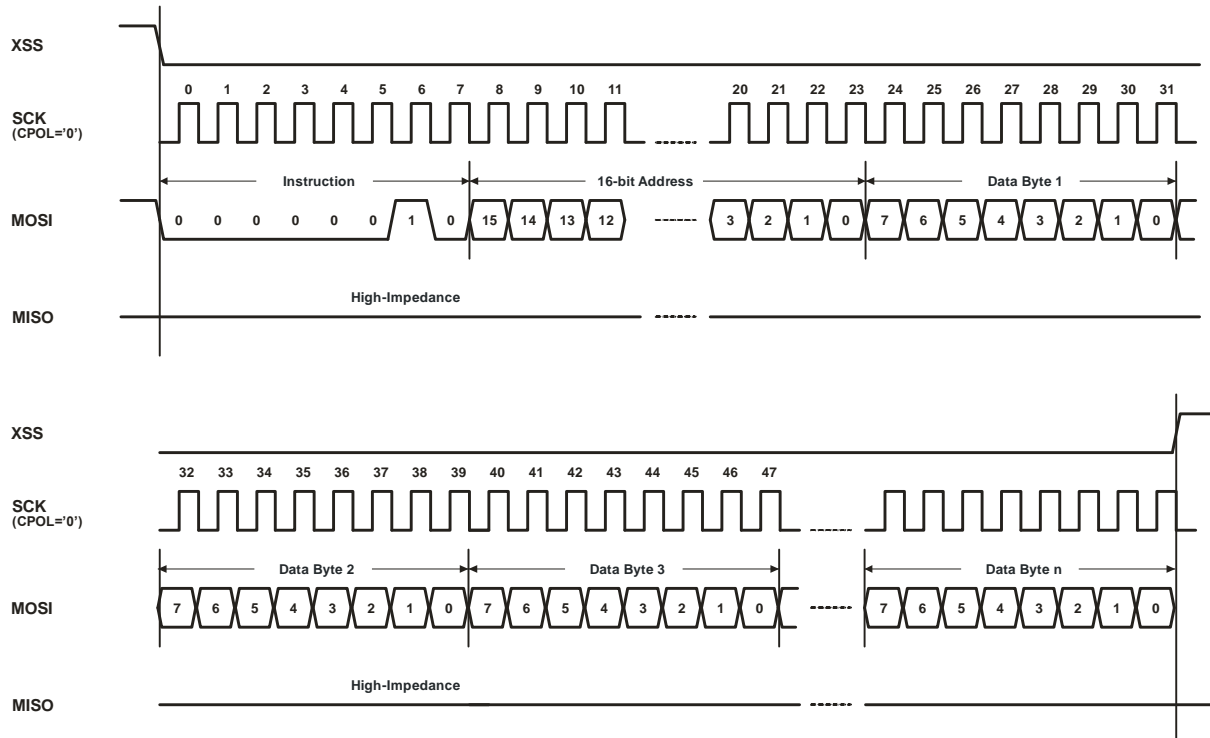 XSS
0 1 2 3 4 5 6 7 8 9 10 11 20 21 22 23 24 25 26 27 28 29 30 31
SCK
(CPOL='0')
Instruction 16-bit Address Data Byte 1
MOSI 0 0 0 0 0 0 1 0 15 14 13 12 3 2 1 0 7 6 5 4 3 2 1 0
High-Impedance
MISO
XSS
32 33 34 35 36 37 38 39 40 41 42 43 44 45 46 47
SCK
(CPOL='0')
Data Byte 2 Data Byte 3 Data Byte n
MOSI 7 6 5 4 3 2 1 0 7 6 5 4 3 2 1 0 7 6 5 4 3 2 1 0
High-Impedance
MISO